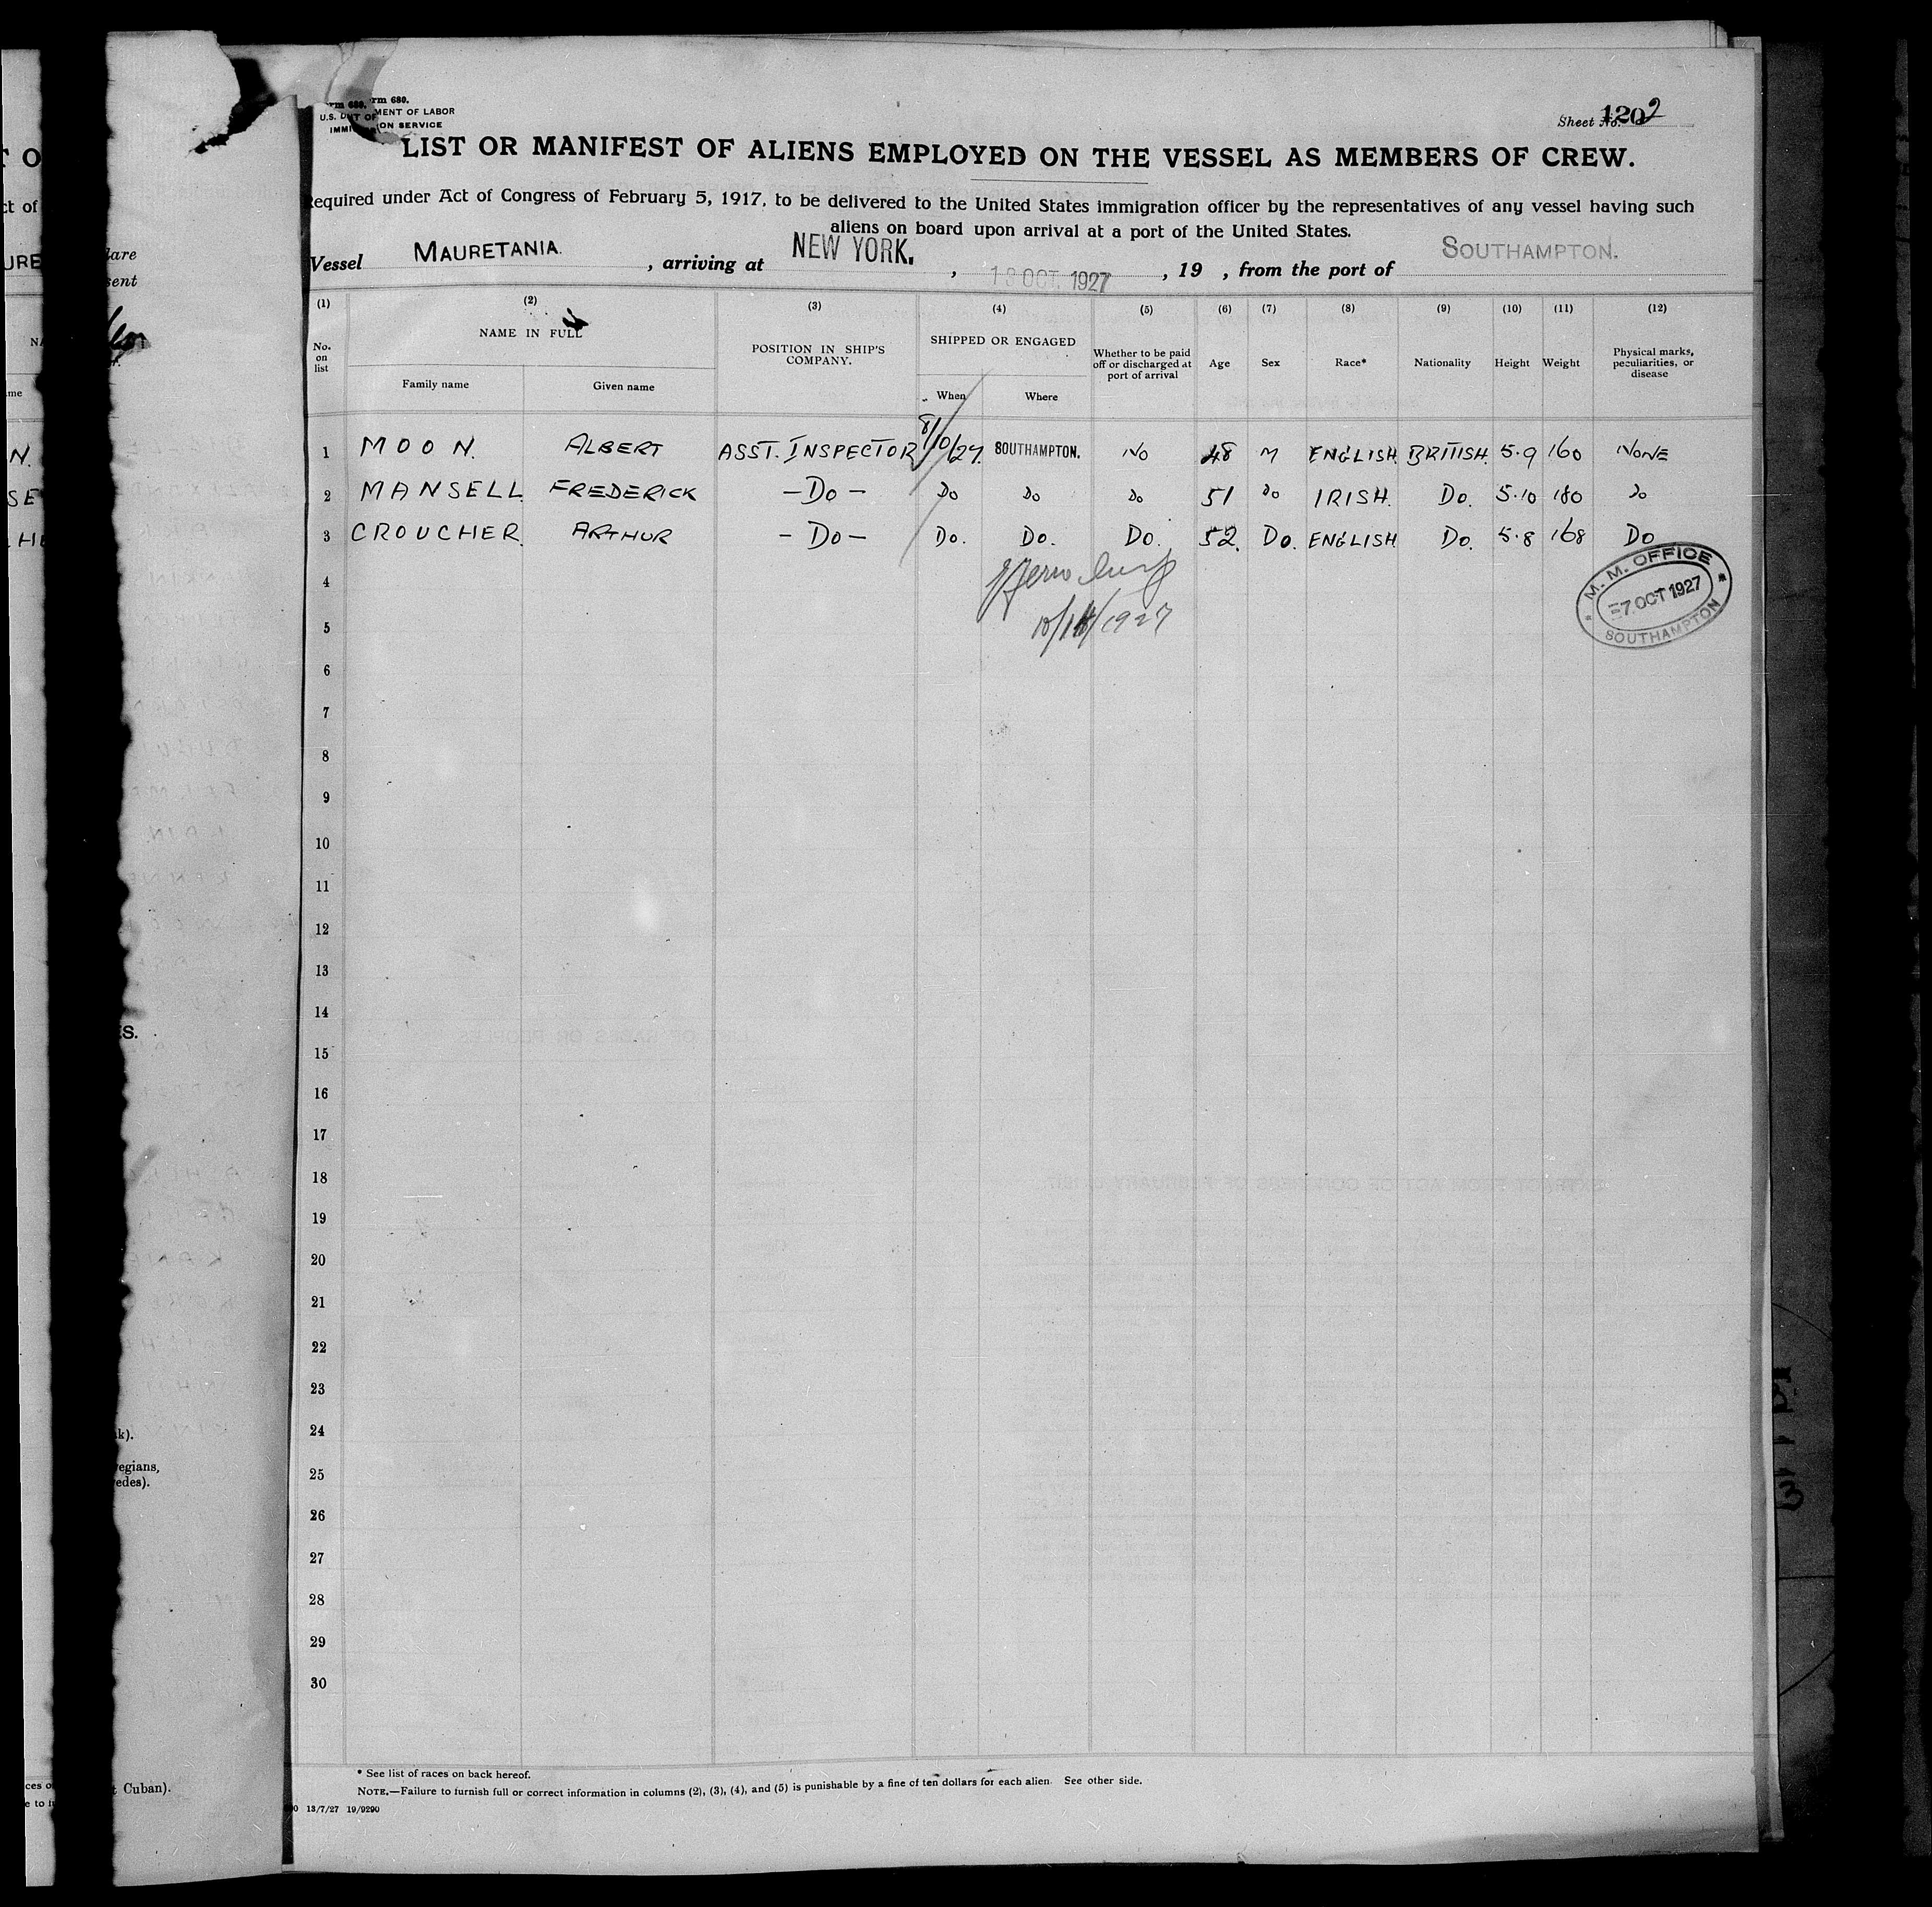 rm 680.
U.S. D MENT OF LABOR
IMMI ON SERVICE
Sheet No. 1202
LIST OR MANIFEST OF ALIENS EMPLOYED ON THE VESSEL AS MEMBERS OF CREW.
Required under Act of Congress of February 5, 1917, to be delivered to the United States immigration officer by the representatives of any vessel having such
aliens on board upon arrival at a port of the United States.
Vessel MAURETANIA. , arriving at NEW YORK. , 13 OCT. 1927 , 19 , from the port of SOUTHAMPTON.
(1) (2) (3) (4) (5) (6) (7) (8) (9) (10) (11) (12)
No. on list NAME IN FULL Family name Given name POSITION IN SHIP'S COMPANY. SHIPPED OR ENGAGED When Where Whether to be paid off or discharged at port of arrival Age Sex Race* Nationality Height Weight Physical marks, peculiarities, or disease
1 MOON. ALBERT ASST. INSPECTOR 8/10/27. SOUTHAMPTON. NO 48 M ENGLISH. BRITISH. 5.9 160 NONE
2 MANSELL. FREDERICK – DO – DO DO DO 51 DO IRISH. DO. 5.10 180 DO
3 CROUCHER. ARTHUR – DO – DO. DO. DO. 52. DO. ENGLISH DO. 5.8 168 DO
M. M. OFFICE
7 OCT 1927
SOUTHAMPTON
4
5
6
7
8
9
10
11
12
13
14
15
16
17
18
19
20
21
22
23
24
25
26
27
28
29
30
* See list of races on back hereof.
NOTE.—Failure to furnish full or correct information in columns (2), (3), (4), and (5) is punishable by a fine of ten dollars for each alien. See other side.
13/7/27 19/9290